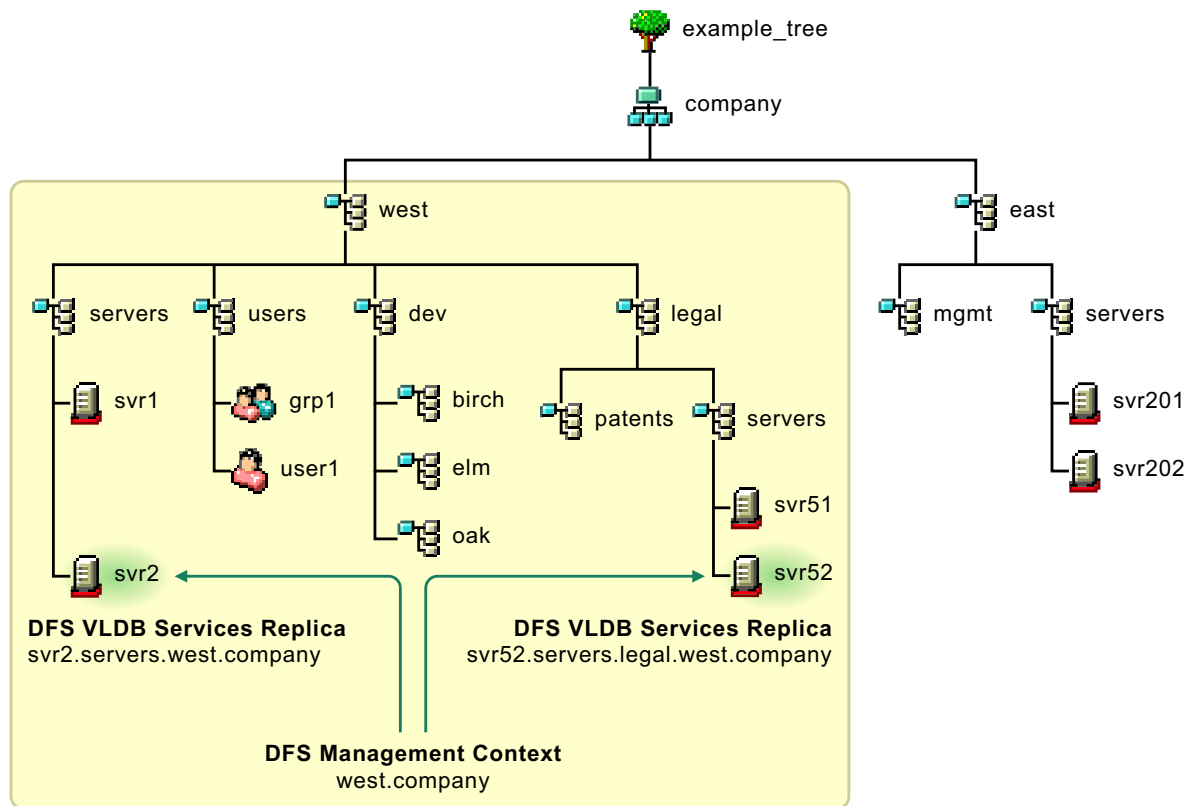 example_tree
company
west
east
servers
users
dev
legal
mgmt
servers
svr1
grp1
birch
patents
servers
svr201
user1
elm
svr202
svr51
oak
svr2
svr52
DFS VLDB Services Replica
svr2.servers.west.company
DFS VLDB Services Replica
svr52.servers.legal.west.company
DFS Management Context
west.company